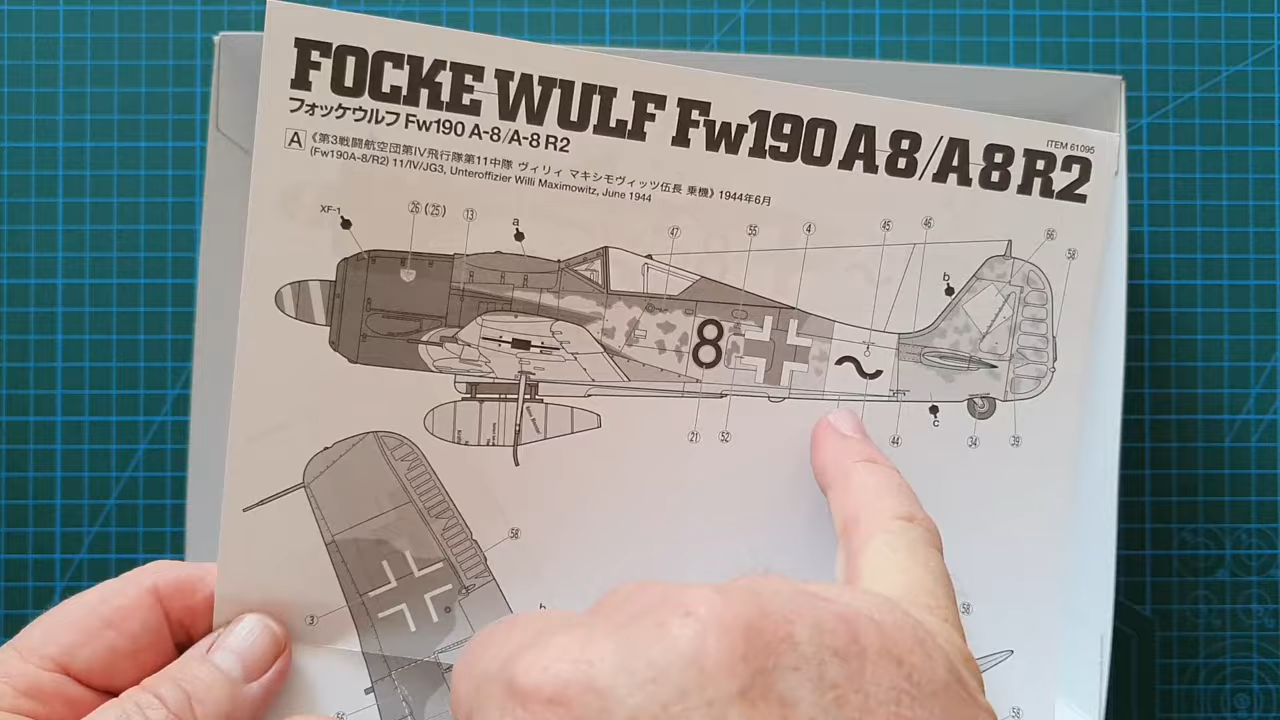 FOCKE WULF Fw190 A8/A8 R2
フォッケウルフ Fw190 A-8/A-8 R2
ITEM 61095
A 《第3戦闘航空団第Ⅳ飛行隊第11中隊 ヴィリィ マキシモヴィッツ伍長 乗機》 1944年6月
(Fw190A-8/R2) 11/IV/JG3, Unteroffizier Willi Maximowitz, June 1944
XF-1
26 (25)
13
a
47
55
4
45
46
66
58
b
8
21
52
44
c
34
39
58
3
b
58
56
58